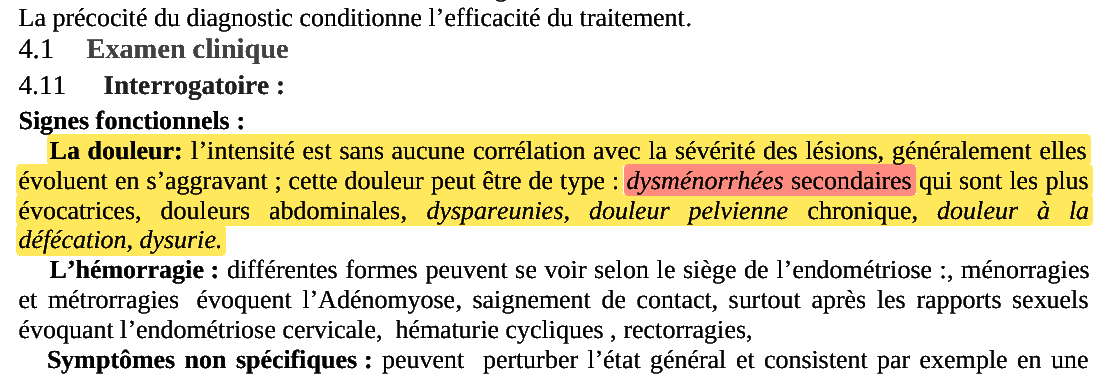 La précocité du diagnostic conditionne l’efficacité du traitement.
4.1 Examen clinique
4.11 Interrogatoire :
Signes fonctionnels :
La douleur: l’intensité est sans aucune corrélation avec la sévérité des lésions, généralement elles
évoluent en s’aggravant ; cette douleur peut être de type : dysménorrhées secondaires qui sont les plus
évocatrices, douleurs abdominales, dyspareunies, douleur pelvienne chronique, douleur à la
défécation, dysurie.
L’hémorragie : différentes formes peuvent se voir selon le siège de l’endométriose :, ménorragies
et métrorragies évoquent l’Adénomyose, saignement de contact, surtout après les rapports sexuels
évoquant l’endométriose cervicale, hématurie cycliques , rectorragies,
Symptômes non spécifiques : peuvent perturber l’état général et consistent par exemple en une